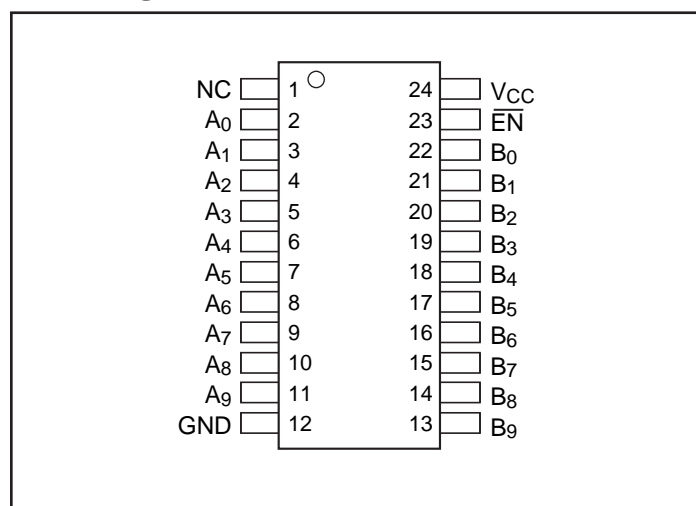 NC 1 24 VCC
A0 2 23 EN
A1 3 22 B0
A2 4 21 B1
A3 5 20 B2
A4 6 19 B3
A5 7 18 B4
A6 8 17 B5
A7 9 16 B6
A8 10 15 B7
A9 11 14 B8
GND 12 13 B9